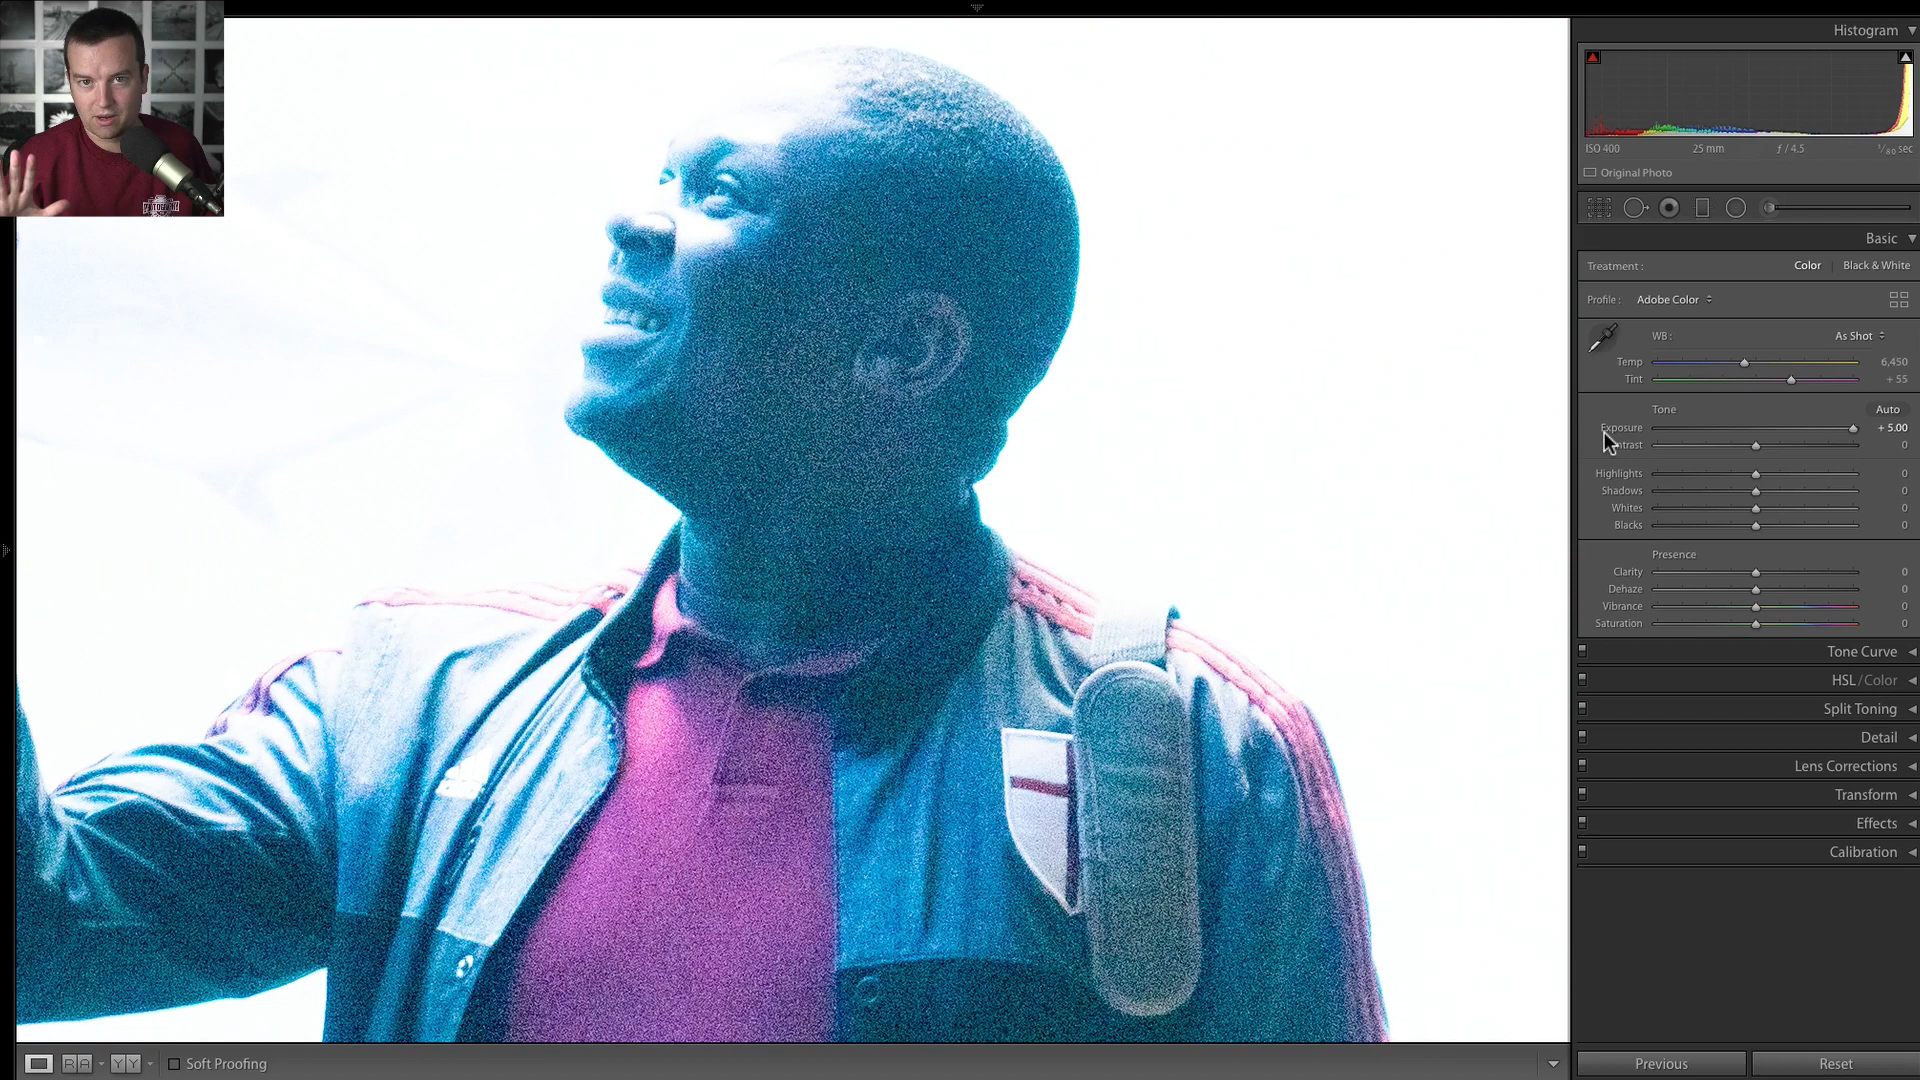 Histogram
ISO 400 25 mm ƒ / 4.5 1/80 sec
Original Photo
Basic
Treatment : Color Black & White
Profile : Adobe Color
WB : As Shot
Temp 6,450
Tint + 55
Tone Auto
Exposure + 5.00
ntrast 0
Highlights 0
Shadows 0
Whites 0
Blacks 0
Presence
Clarity 0
Dehaze 0
Vibrance 0
Saturation 0
Tone Curve
HSL / Color
Split Toning
Detail
Lens Corrections
Transform
Effects
Calibration
R A Y Y Soft Proofing
Previous Reset